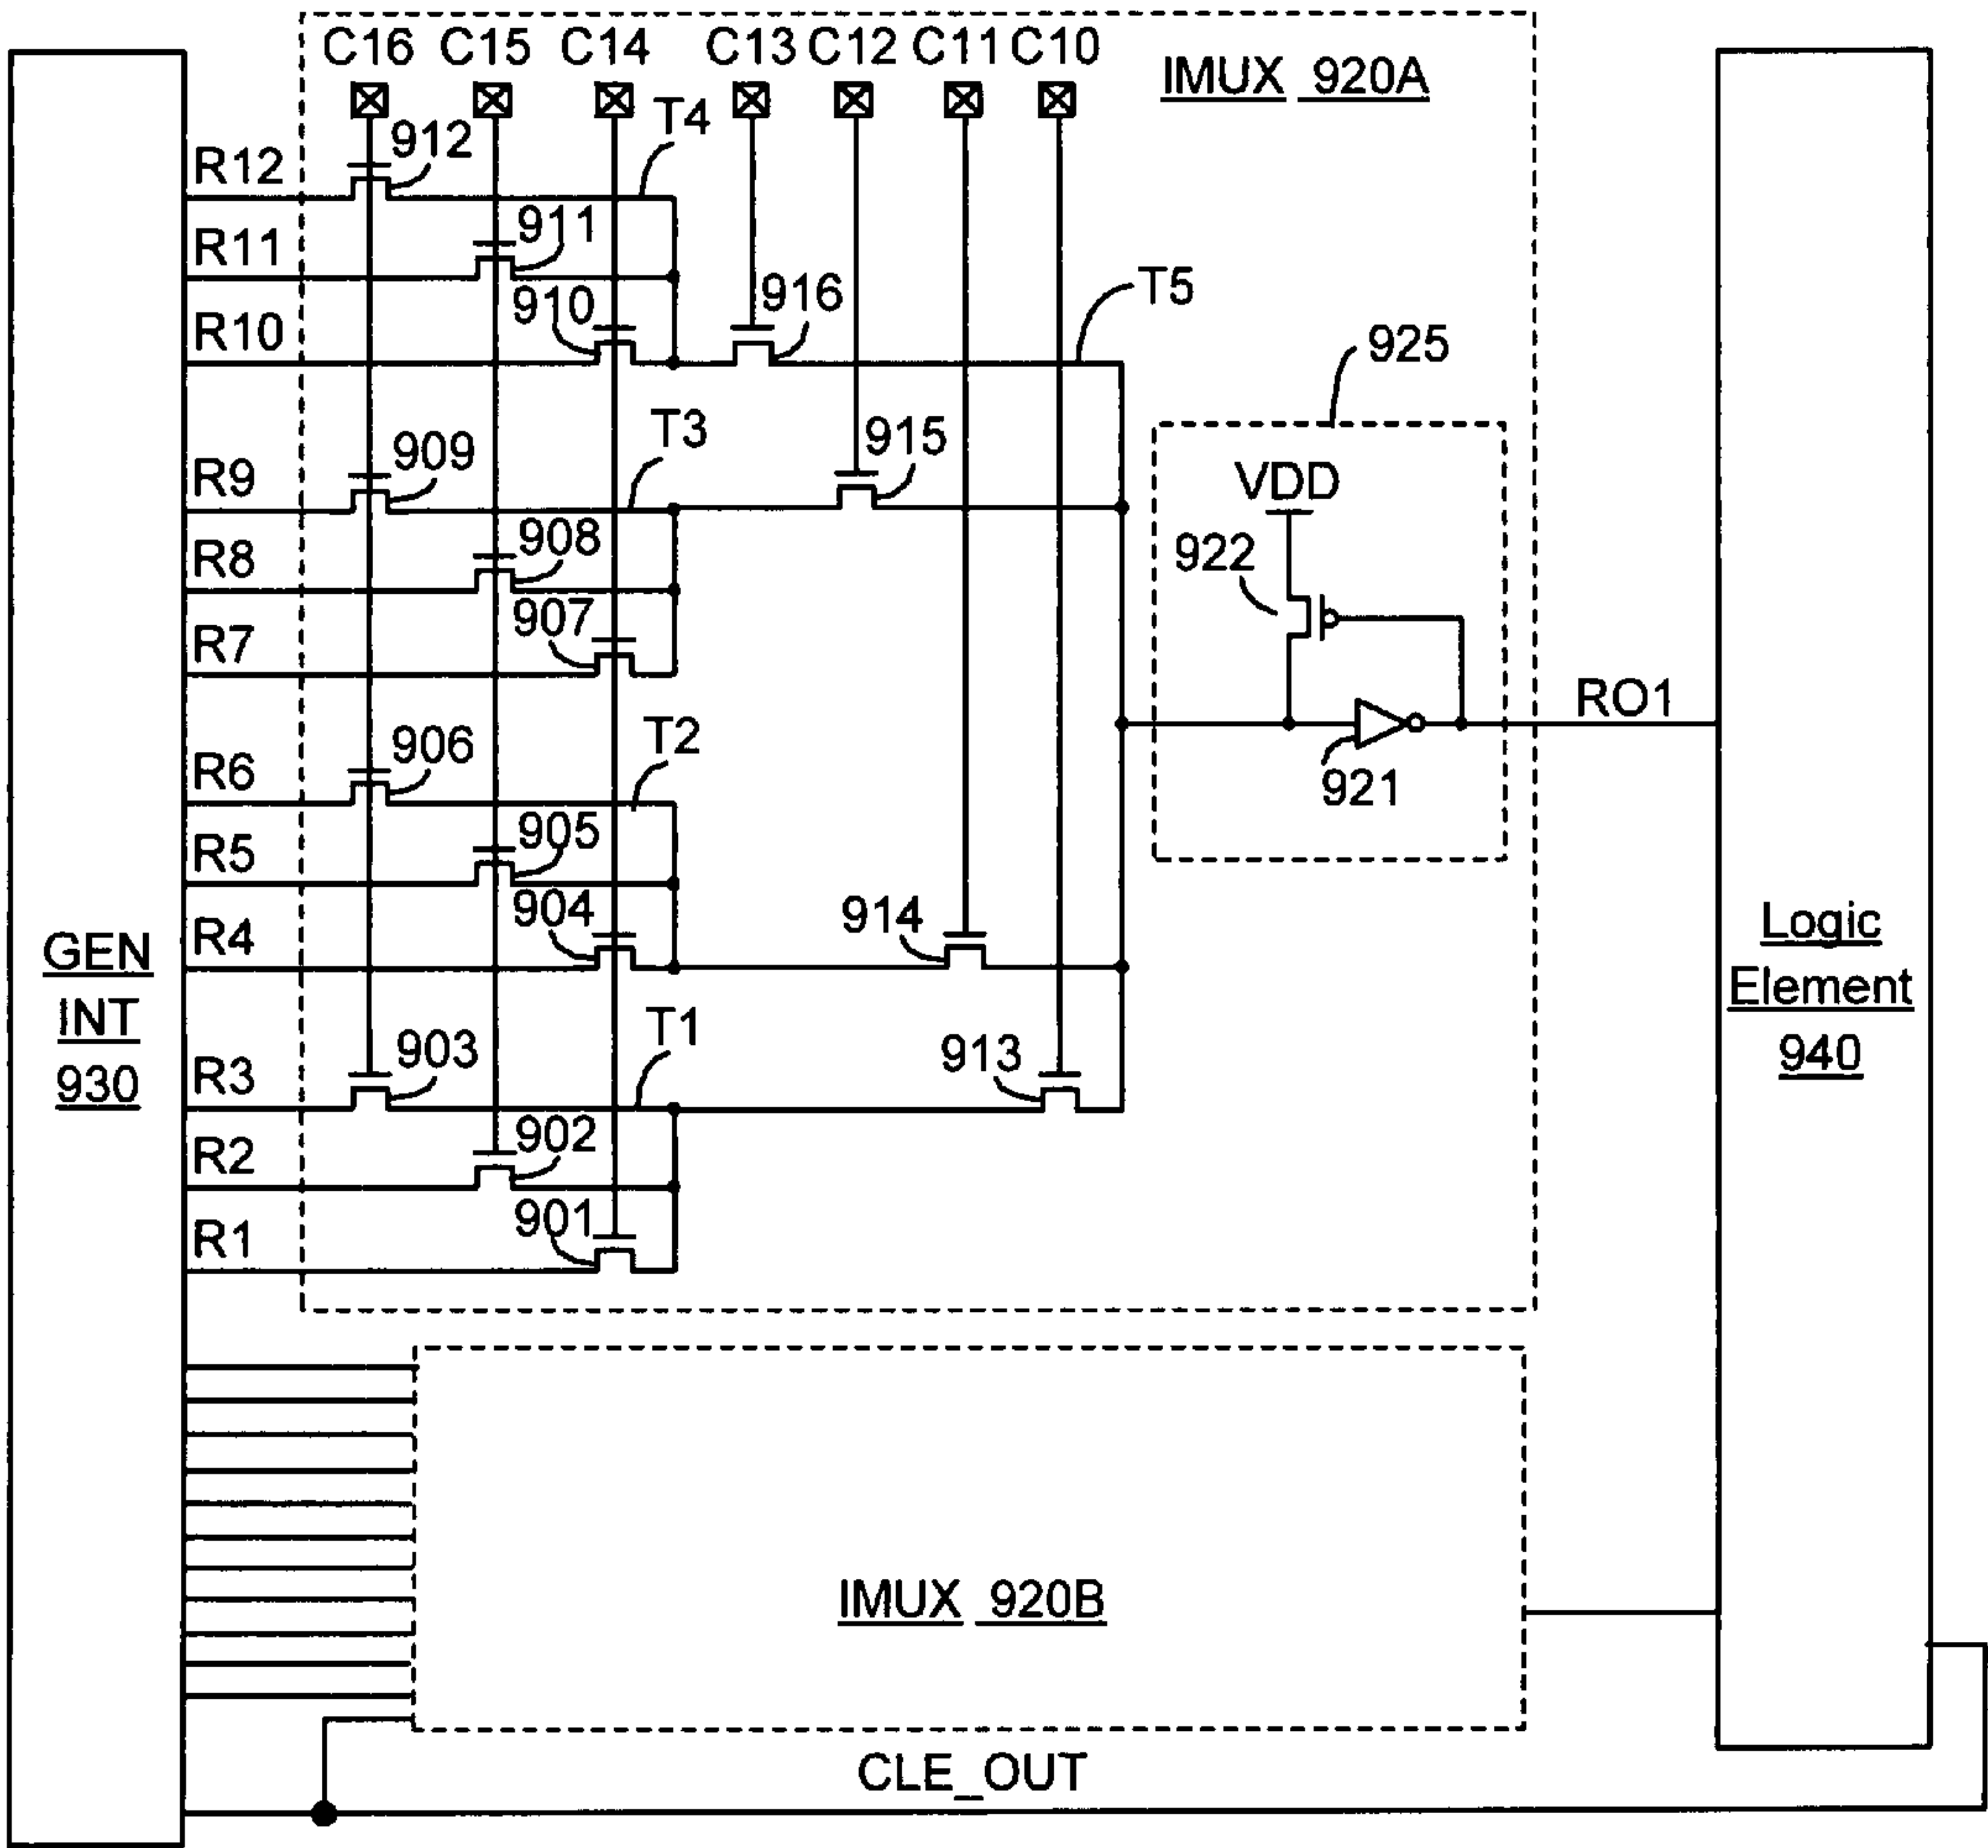 C16 C15 C14 C13 C12 C11 C10
IMUX 920A
912
T4
R12
911
R11
910
916
T5
R10
925
T3
915
909
R9
VDD
908
R8
922
907
R7
RO1
T2
906
R6
921
905
R5
904
914
R4
GEN
INT
930
Logic
Element
940
T1
903
913
R3
902
R2
901
R1
IMUX 920B
CLE_OUT